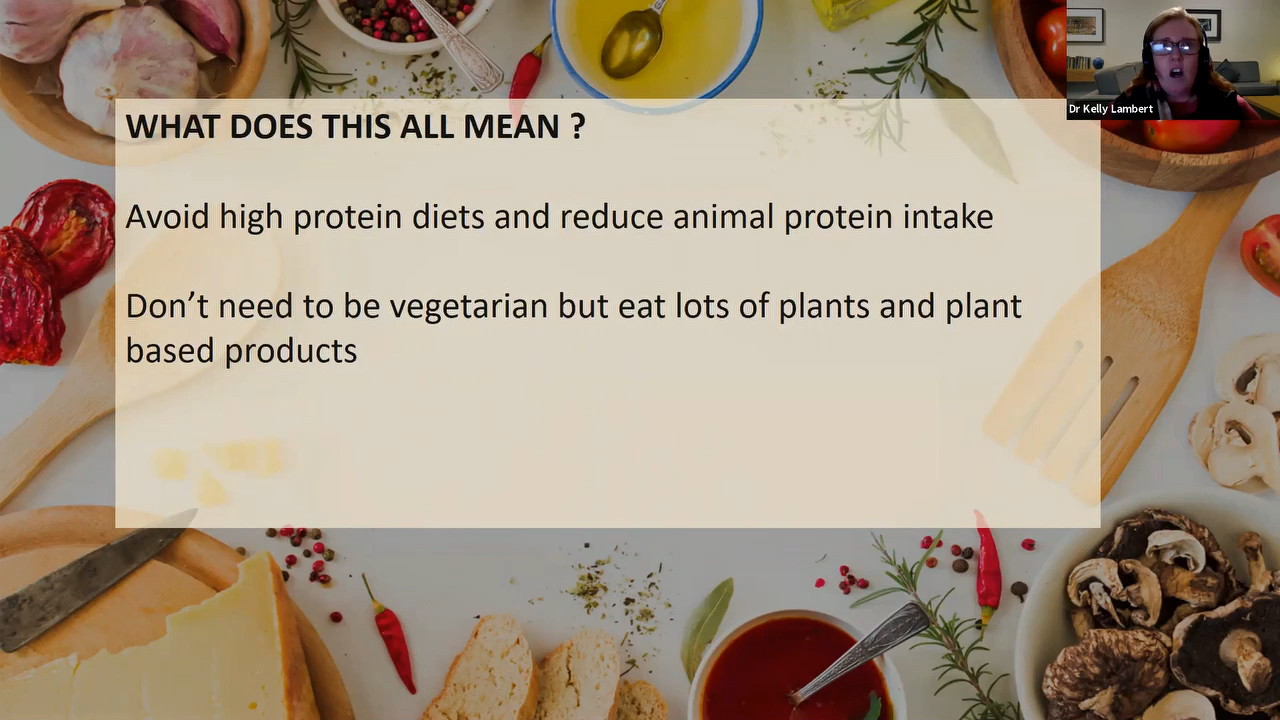 Dr Kelly Lambert
WHAT DOES THIS ALL MEAN ?
Avoid high protein diets and reduce animal protein intake
Don’t need to be vegetarian but eat lots of plants and plant
based products